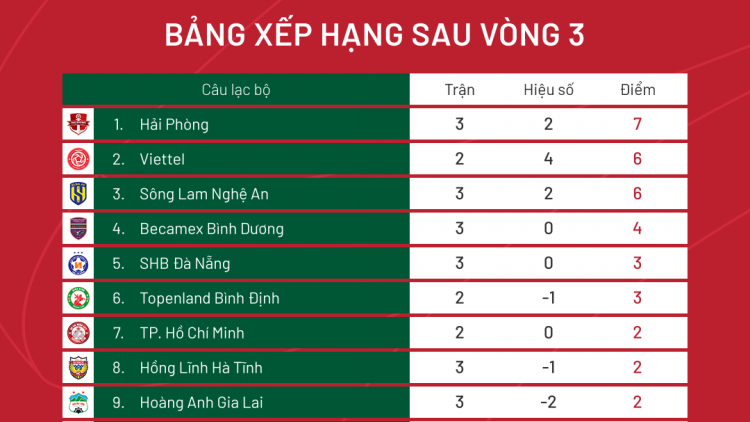 BẢNG XẾP HẠNG SAU VÒNG 3
Câu lạc bộ Trận Hiệu số Điểm
1. Hải Phòng 3 2 7
2. Viettel 2 4 6
3. Sông Lam Nghệ An 3 2 6
4. Becamex Bình Dương 3 0 4
5. SHB Đà Nẵng 3 0 3
6. Topenland Bình Định 2 -1 3
7. TP. Hồ Chí Minh 2 0 2
8. Hồng Lĩnh Hà Tĩnh 3 -1 2
9. Hoàng Anh Gia Lai 3 -2 2